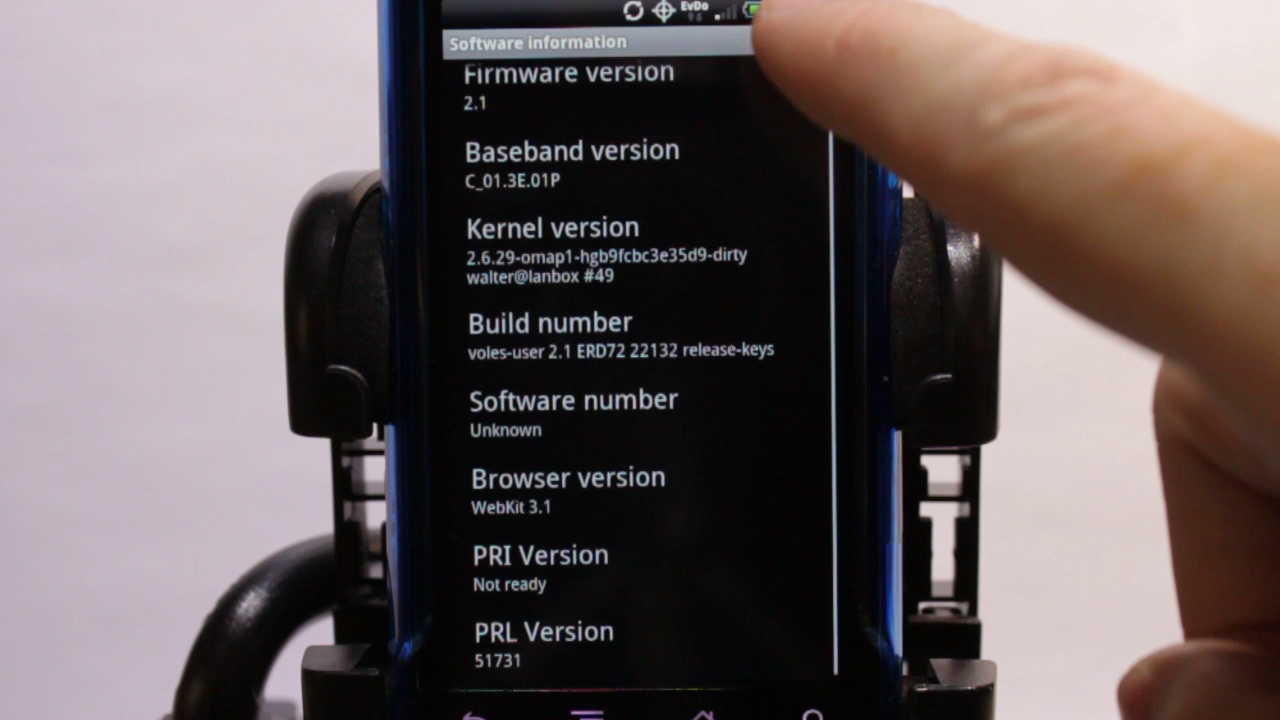 EvDo
Software information
Firmware version
2.1
Baseband version
C_01.3E.01P
Kernel version
2.6.29-omap1-hgb9fcbc3e35d9-dirty
walter@lanbox #49
Build number
voles-user 2.1 ERD72 22132 release-keys
Software number
Unknown
Browser version
WebKit 3.1
PRI Version
Not ready
PRL Version
51731